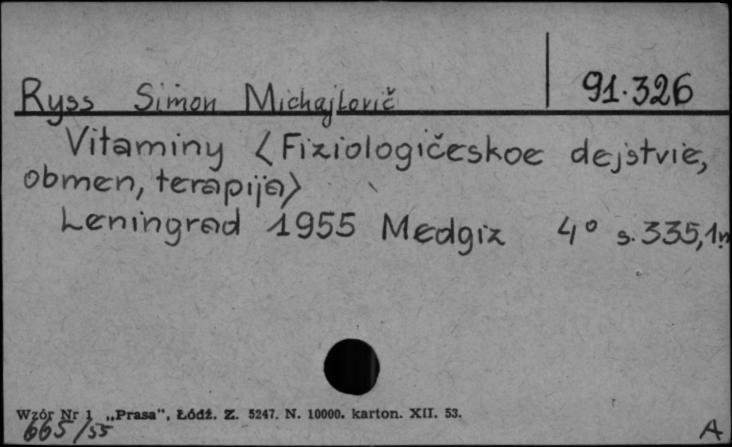 91.326
Ryss Simon Michajlovič
Vitaminy <Fiziologičeskoe dejstvie,
obmen, terapija>
Leningrad 1955 Medgiz 4° s. 335,1n
Wzór Nr 1 „Prasa”, Łódź. Z. 5247. N. 10000. karton. XII. 53.
665/55
A